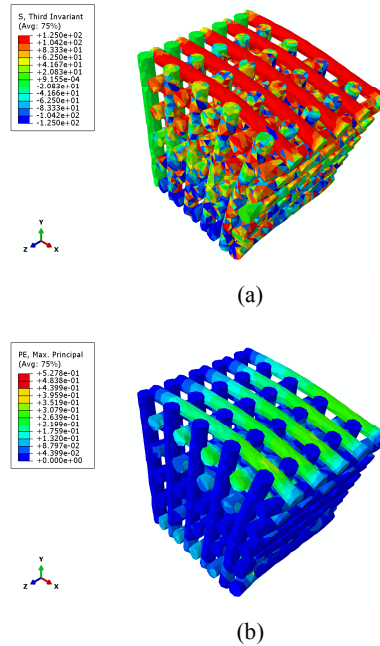 S, Third Invariant
(Avg: 75%)
+1.250e+02
+1.042e+02
+8.333e+01
+6.250e+01
+4.167e+01
+2.083e+01
+9.155e-04
-2.083e+01
-4.166e+01
-6.250e+01
-8.333e+01
-1.042e+02
-1.250e+02
Y
Z X
(a)
PE, Max. Principal
(Avg: 75%)
+5.278e-01
+4.838e-01
+4.399e-01
+3.959e-01
+3.519e-01
+3.079e-01
+2.639e-01
+2.199e-01
+1.759e-01
+1.320e-01
+8.797e-02
+4.399e-02
+0.000e+00
Y
Z X
(b)